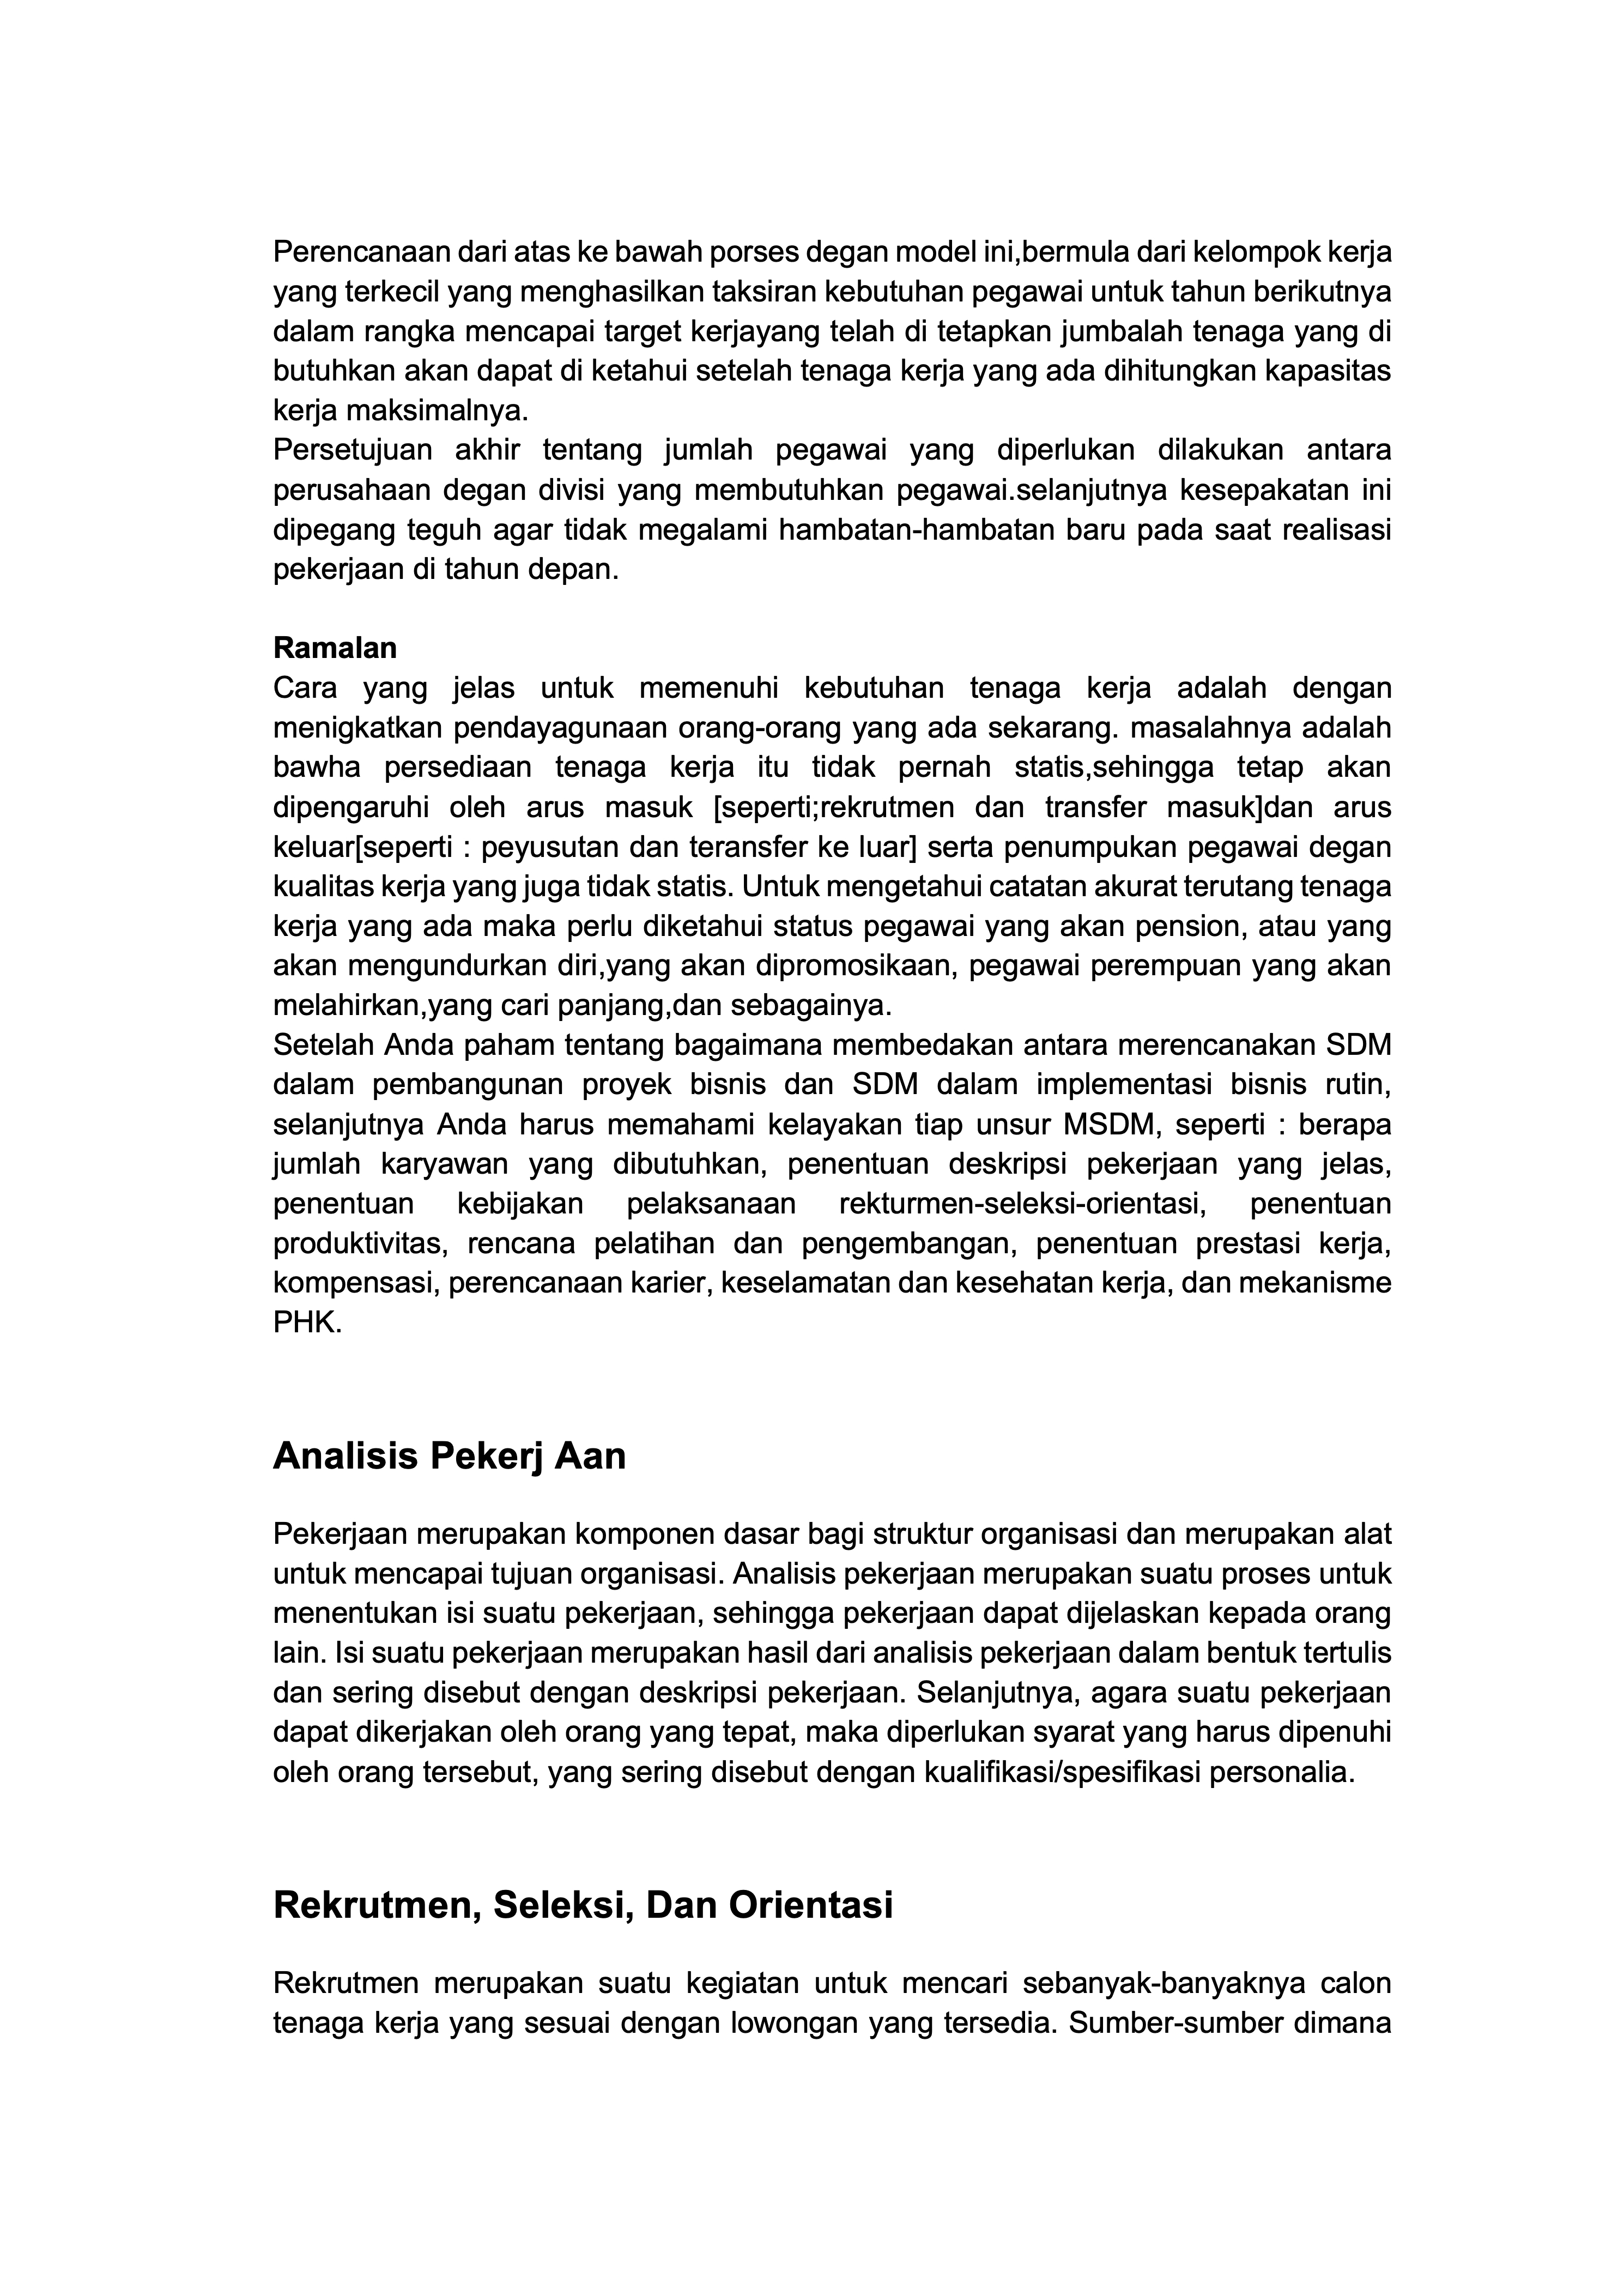 Perencanaan dari atas ke bawah porses degan model ini,bermula dari kelompok kerja
yang terkecil yang menghasilkan taksiran kebutuhan pegawai untuk tahun berikutnya
dalam rangka mencapai target kerjayang telah di tetapkan jumbalah tenaga yang di
butuhkan akan dapat di ketahui setelah tenaga kerja yang ada dihitungkan kapasitas
kerja maksimalnya.
Persetujuan akhir tentang jumlah pegawai yang diperlukan dilakukan antara
perusahaan degan divisi yang membutuhkan pegawai.selanjutnya kesepakatan ini
dipegang teguh agar tidak megalami hambatan-hambatan baru pada saat realisasi
pekerjaan di tahun depan.
Ramalan
Cara yang jelas untuk memenuhi kebutuhan tenaga kerja adalah dengan
menigkatkan pendayagunaan orang-orang yang ada sekarang. masalahnya adalah
bawha persediaan tenaga kerja itu tidak pernah statis,sehingga tetap akan
dipengaruhi oleh arus masuk [seperti;rekrutmen dan transfer masuk]dan arus
keluar[seperti : peyusutan dan teransfer ke luar] serta penumpukan pegawai degan
kualitas kerja yang juga tidak statis. Untuk mengetahui catatan akurat terutang tenaga
kerja yang ada maka perlu diketahui status pegawai yang akan pension, atau yang
akan mengundurkan diri,yang akan dipromosikaan, pegawai perempuan yang akan
melahirkan,yang cari panjang,dan sebagainya.
Setelah Anda paham tentang bagaimana membedakan antara merencanakan SDM
dalam pembangunan proyek bisnis dan SDM dalam implementasi bisnis rutin,
selanjutnya Anda harus memahami kelayakan tiap unsur MSDM, seperti : berapa
jumlah karyawan yang dibutuhkan, penentuan deskripsi pekerjaan yang jelas,
penentuan kebijakan pelaksanaan rekturmen-seleksi-orientasi, penentuan
produktivitas, rencana pelatihan dan pengembangan, penentuan prestasi kerja,
kompensasi, perencanaan karier, keselamatan dan kesehatan kerja, dan mekanisme
PHK.
Analisis Pekerj Aan
Pekerjaan merupakan komponen dasar bagi struktur organisasi dan merupakan alat
untuk mencapai tujuan organisasi. Analisis pekerjaan merupakan suatu proses untuk
menentukan isi suatu pekerjaan, sehingga pekerjaan dapat dijelaskan kepada orang
lain. Isi suatu pekerjaan merupakan hasil dari analisis pekerjaan dalam bentuk tertulis
dan sering disebut dengan deskripsi pekerjaan. Selanjutnya, agara suatu pekerjaan
dapat dikerjakan oleh orang yang tepat, maka diperlukan syarat yang harus dipenuhi
oleh orang tersebut, yang sering disebut dengan kualifikasi/spesifikasi personalia.
Rekrutmen, Seleksi, Dan Orientasi
Rekrutmen merupakan suatu kegiatan untuk mencari sebanyak-banyaknya calon
tenaga kerja yang sesuai dengan lowongan yang tersedia. Sumber-sumber dimana